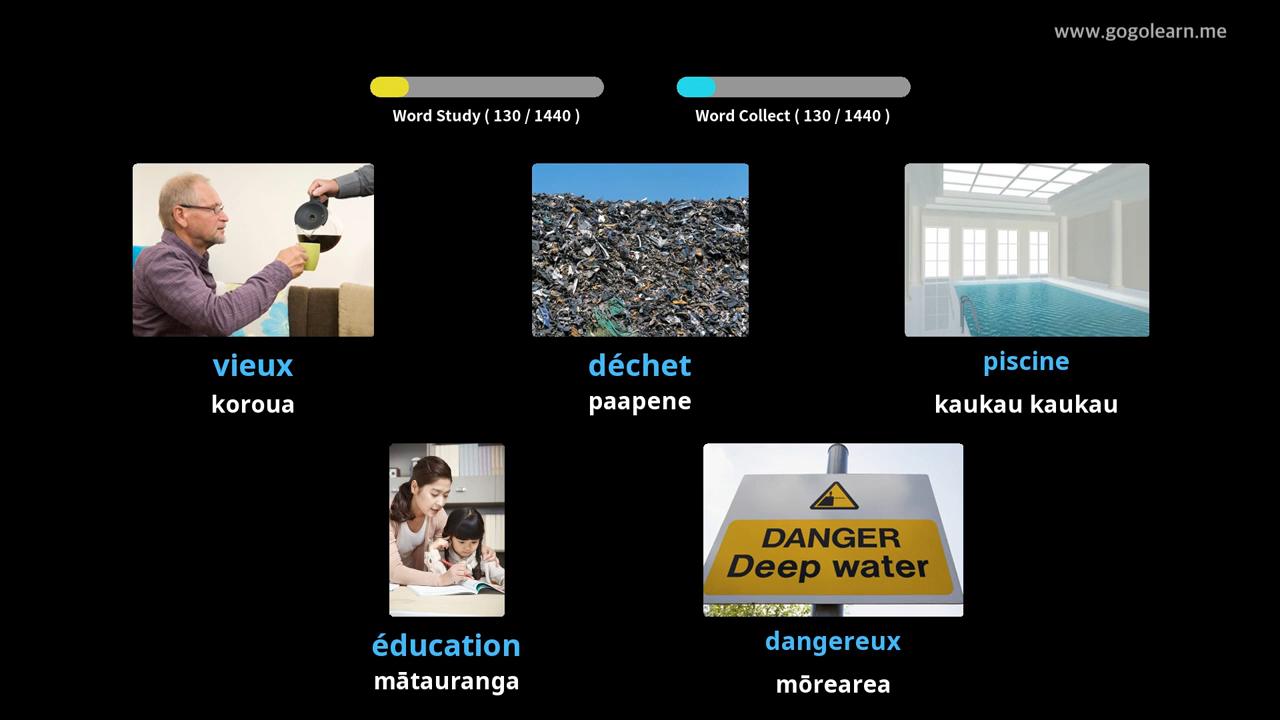 www.gogolearn.me
Word Study ( 130 / 1440 )
Word Collect ( 130 / 1440 )
vieux
koroua
déchet
paapene
piscine
kaukau kaukau
DANGER
Deep water
éducation
mātauranga
dangereux
mōrearea